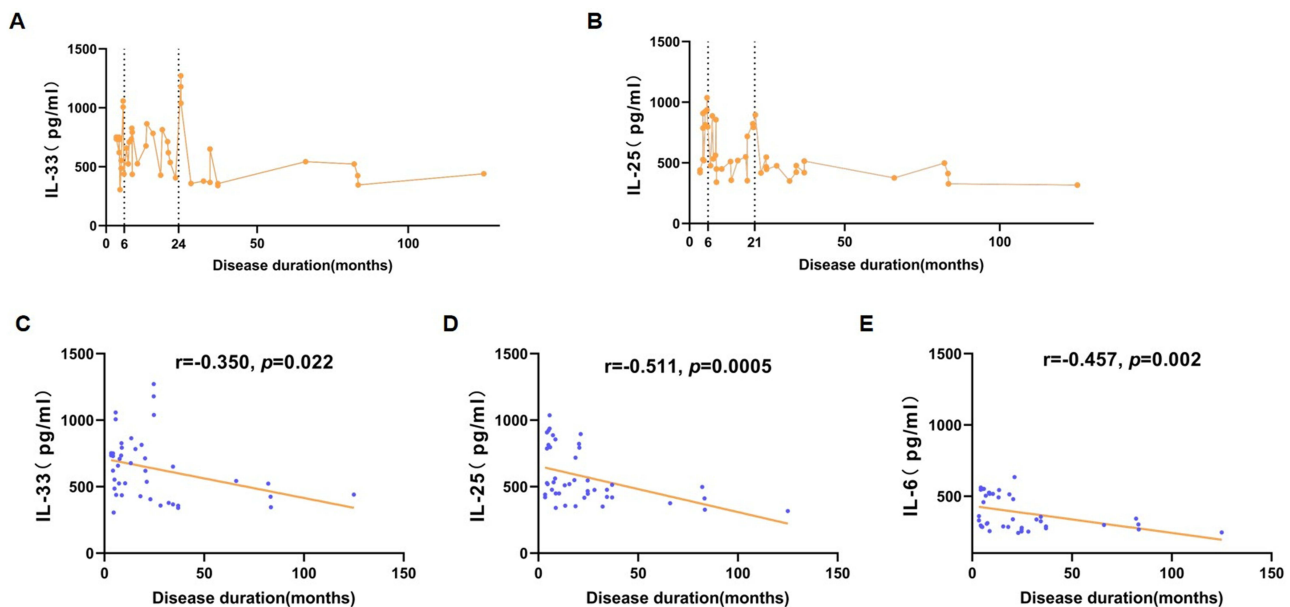 A
B
1500
1000
500
0
IL-33( pg/ml)
0
6
24
50
100
Disease duration(months)
1500
1000
500
0
IL-25( pg/ml)
0
6
21
50
100
Disease duration(months)
C
D
E
r=-0.350, p=0.022
1500
1000
500
0
IL-33( pg/ml)
0
50
100
150
Disease duration(months)
r=-0.511, p=0.0005
1500
1000
500
0
IL-25( pg/ml)
0
50
100
150
Disease duration(months)
r=-0.457, p=0.002
1500
1000
500
IL-6( pg/ml)
0
50
100
150
Disease duration(months)